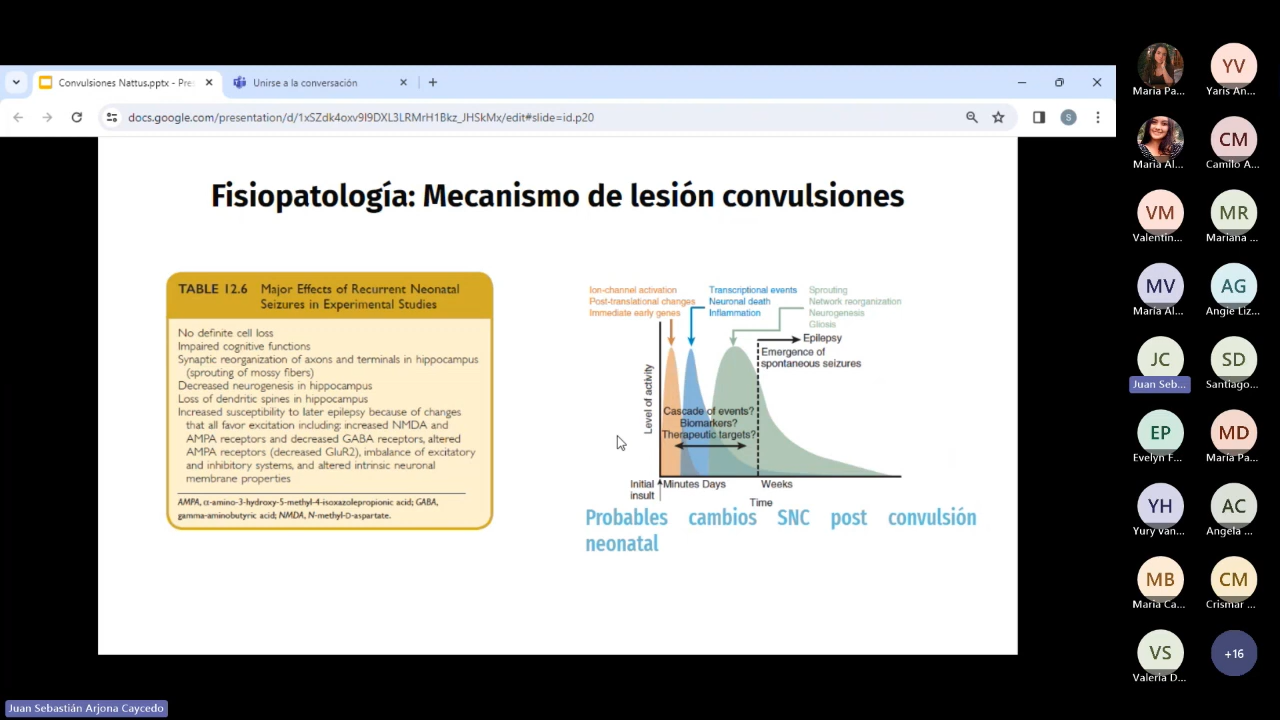 Convulsiones Nattus.pptx - Pres
Unirse a la conversación
docs.google.com/presentation/d/1xSZdk4oxv9I9DXL3LRMrH1Bkz_JHSkMx/edit#slide=id.p20
S
Fisiopatología: Mecanismo de lesión convulsiones
TABLE 12.6 Major Effects of Recurrent Neonatal
Seizures in Experimental Studies
No definite cell loss
Impaired cognitive functions
Synaptic reorganization of axons and terminals in hippocampus
(sprouting of mossy fibers)
Decreased neurogenesis in hippocampus
Loss of dendritic spines in hippocampus
Increased susceptibility to later epilepsy because of changes
that all favor excitation including: increased NMDA and
AMPA receptors and decreased GABA receptors, altered
AMPA receptors (decreased GluR2), imbalance of excitatory
and inhibitory systems, and altered intrinsic neuronal
membrane properties
AMPA, α-amino-3-hydroxy-5-methyl-4-isoxazolepropionic acid; GABA,
gamma-aminobutyric acid; NMDA, N-methyl-D-aspartate.
Ion-channel activation
Post-translational changes
Immediate early genes
Transcriptional events
Neuronal death
Inflammation
Sprouting
Network reorganization
Neurogenesis
Gliosis
Epilepsy
Emergence of
spontaneous seizures
Level of activity
Cascade of events?
Biomarkers?
Therapeutic targets?
Initial
insult
Minutes Days
Weeks
Time
Probables cambios SNC post convulsión
neonatal
Maria Pa...
YV
Yaris An...
Maria Al...
CM
Camilo A...
VM
Valentin...
MR
Mariana ...
MV
María Al...
AG
Angie Liz...
JC
Juan Seb...
SD
Santiago...
EP
Evelyn F...
MD
María Pa...
YH
Yury van...
AC
Angela ...
MB
Maria Ca...
CM
Crismar ...
VS
Valeria D...
+16
Juan Sebastián Arjona Caycedo